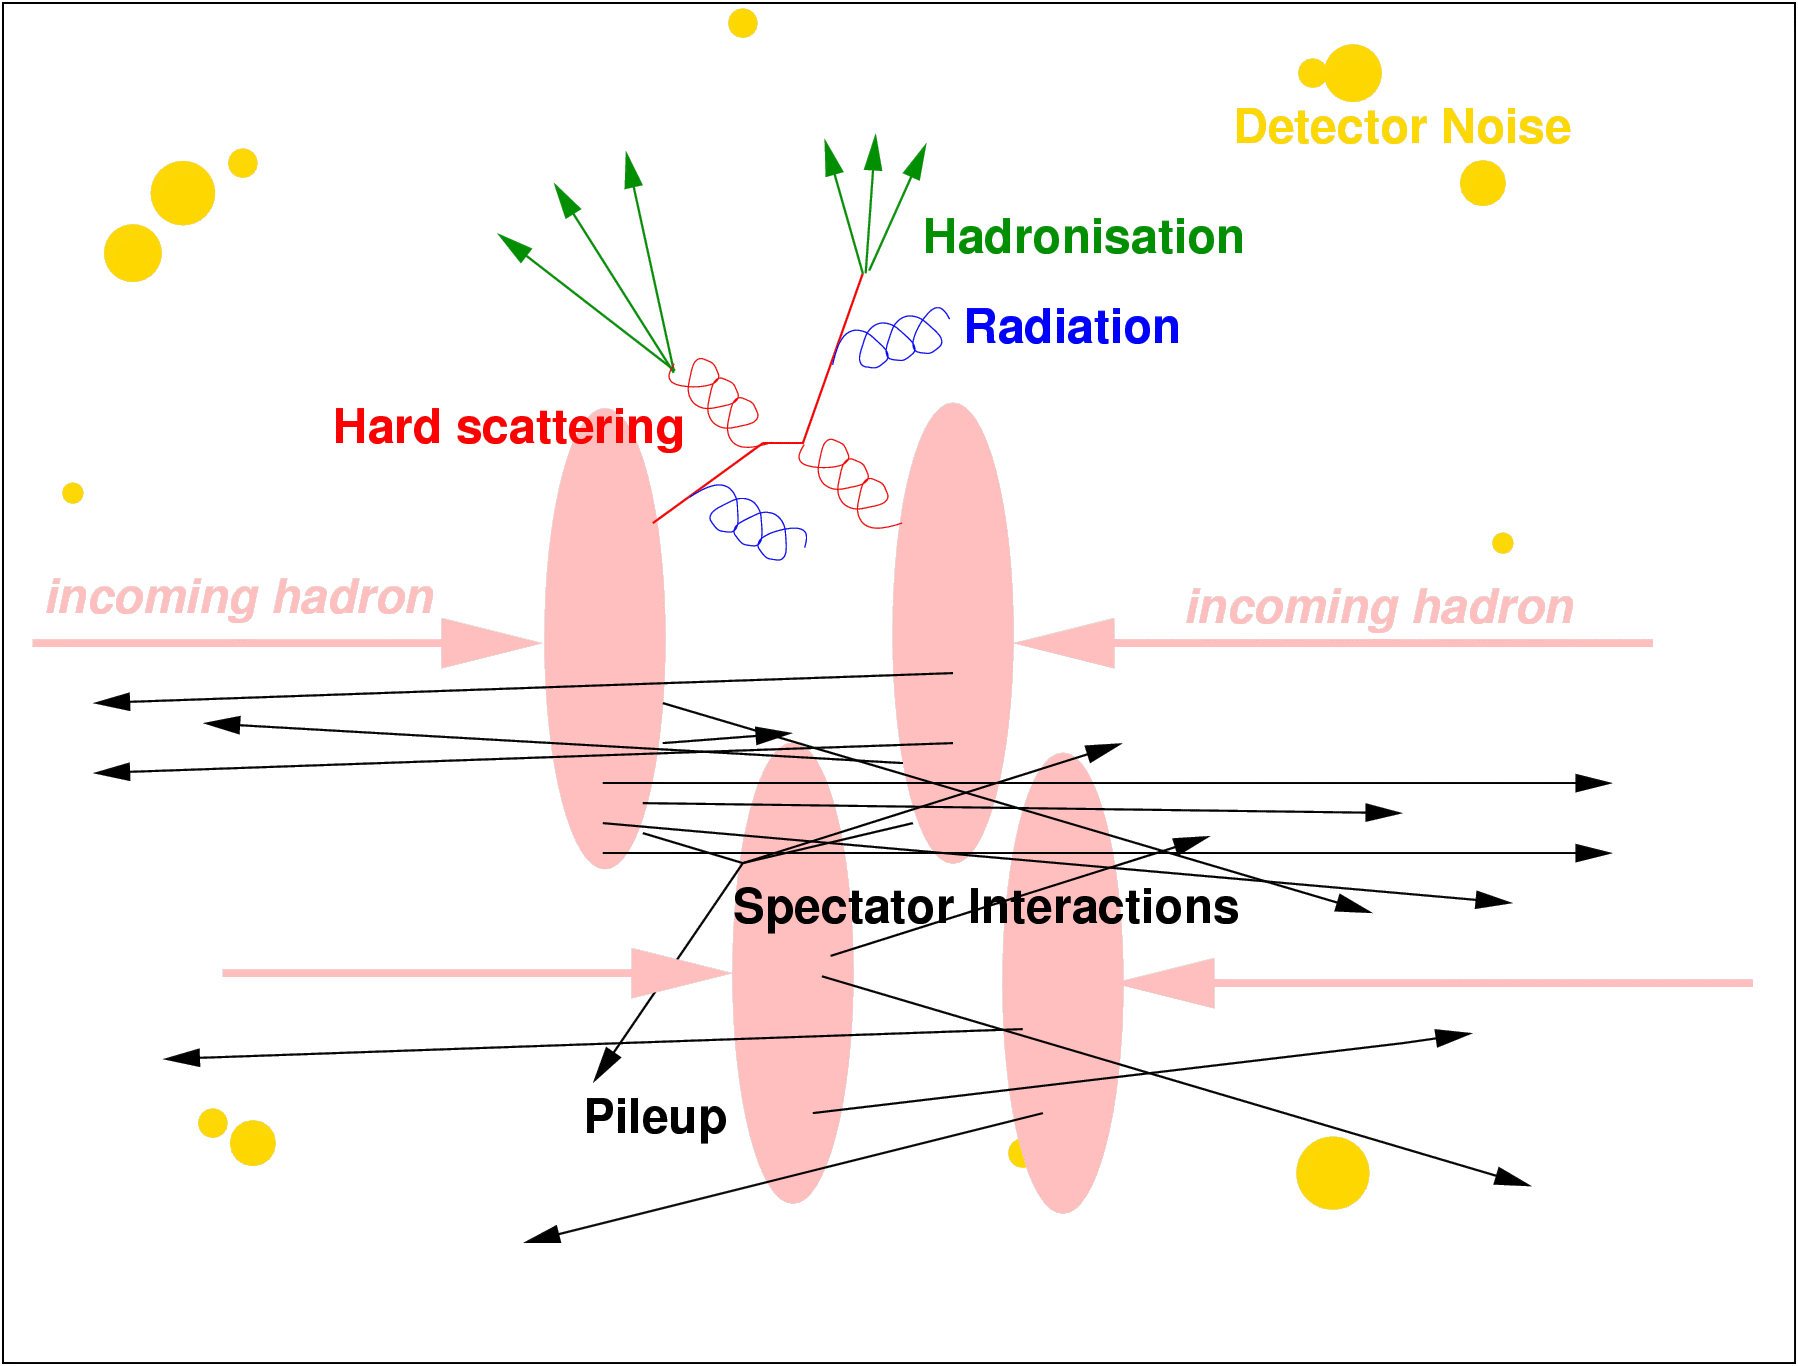 Detector Noise
Hadronisation
Radiation
Hard scattering
incoming hadron
incoming hadron
Spectator Interactions
Pileup